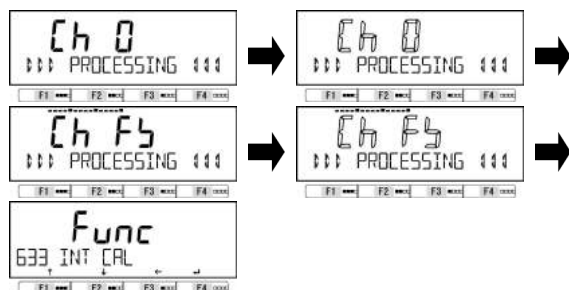 Ch 0
PROCESSING
F1 F2 F3 F4
Ch 0
PROCESSING
F1 F2 F3 F4
Ch FS
PROCESSING
F1 F2 F3 F4
Ch FS
PROCESSING
F1 F2 F3 F4
Func
633 INT CAL
F1 F2 F3 F4